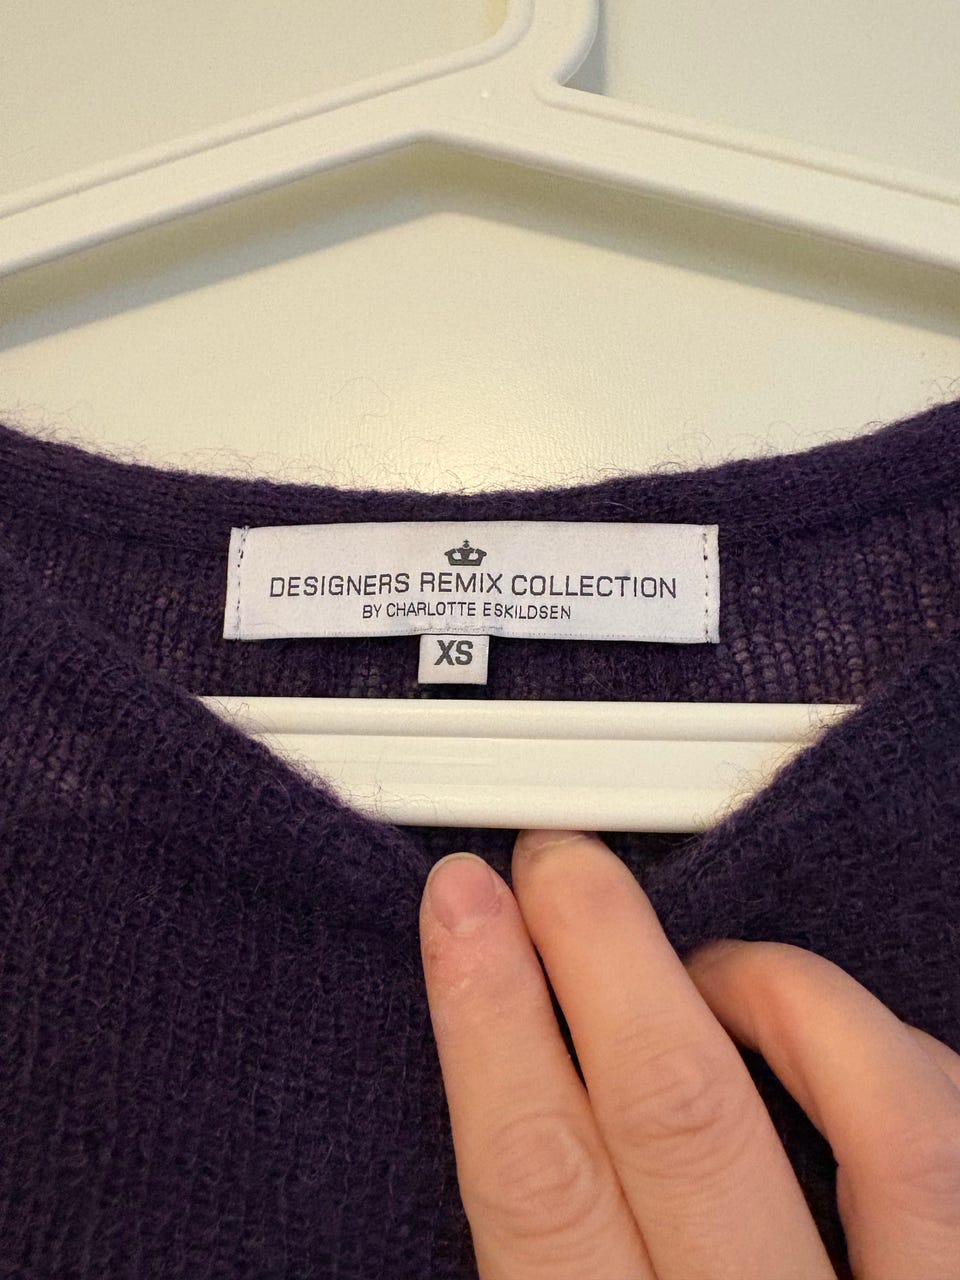 DESIGNERS REMIX COLLECTION
BY CHARLOTTE ESKILDSEN
XS